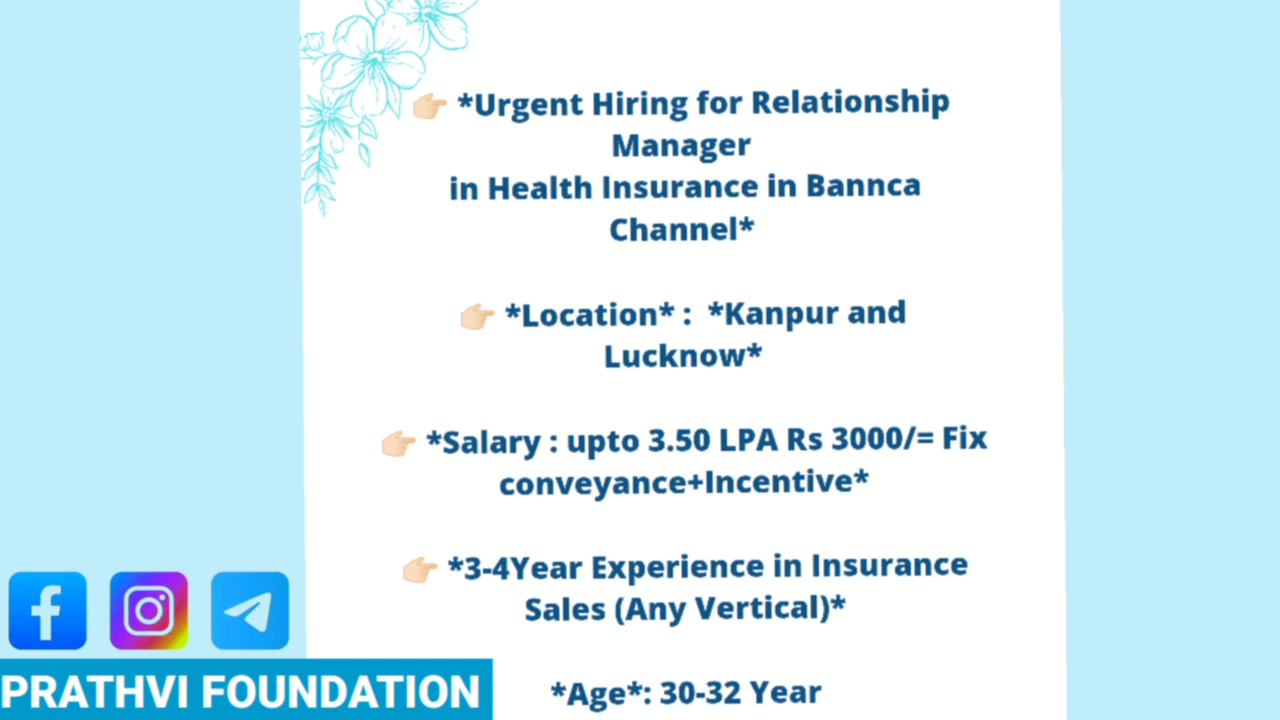 👉🏻 *Urgent Hiring for Relationship
Manager
in Health Insurance in Bannca
Channel*
👉🏻 *Location* :  *Kanpur and
Lucknow*
👉🏻 *Salary : upto 3.50 LPA Rs 3000/= Fix
conveyance+Incentive*
👉🏻 *3-4Year Experience in Insurance
Sales (Any Vertical)*
*Age*: 30-32 Year
PRATHVI FOUNDATION